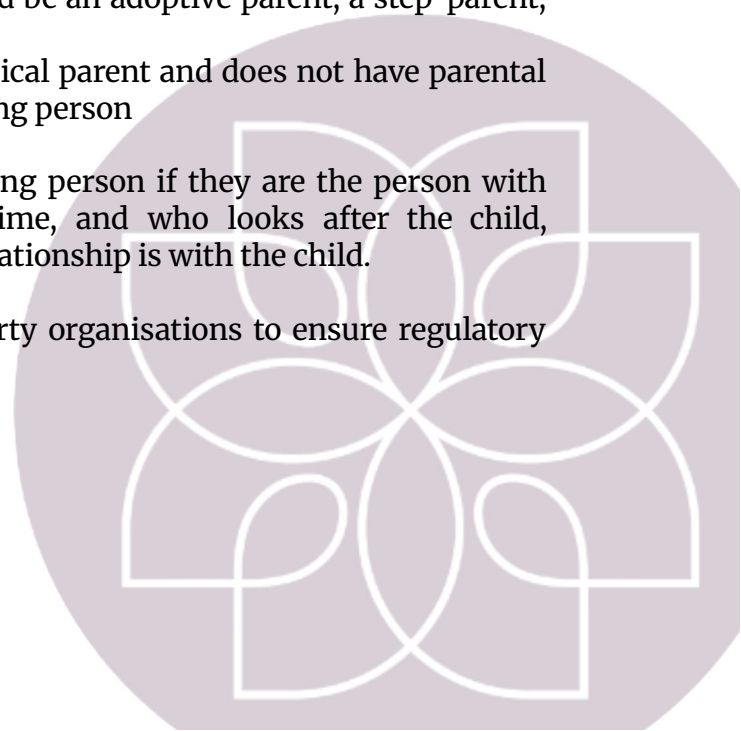 be an adoptive parent, a step-parent,
ical parent and does not have parental
ng person
ng person if they are the person with
ime, and who looks after the child,
ationship is with the child.
rty organisations to ensure regulatory